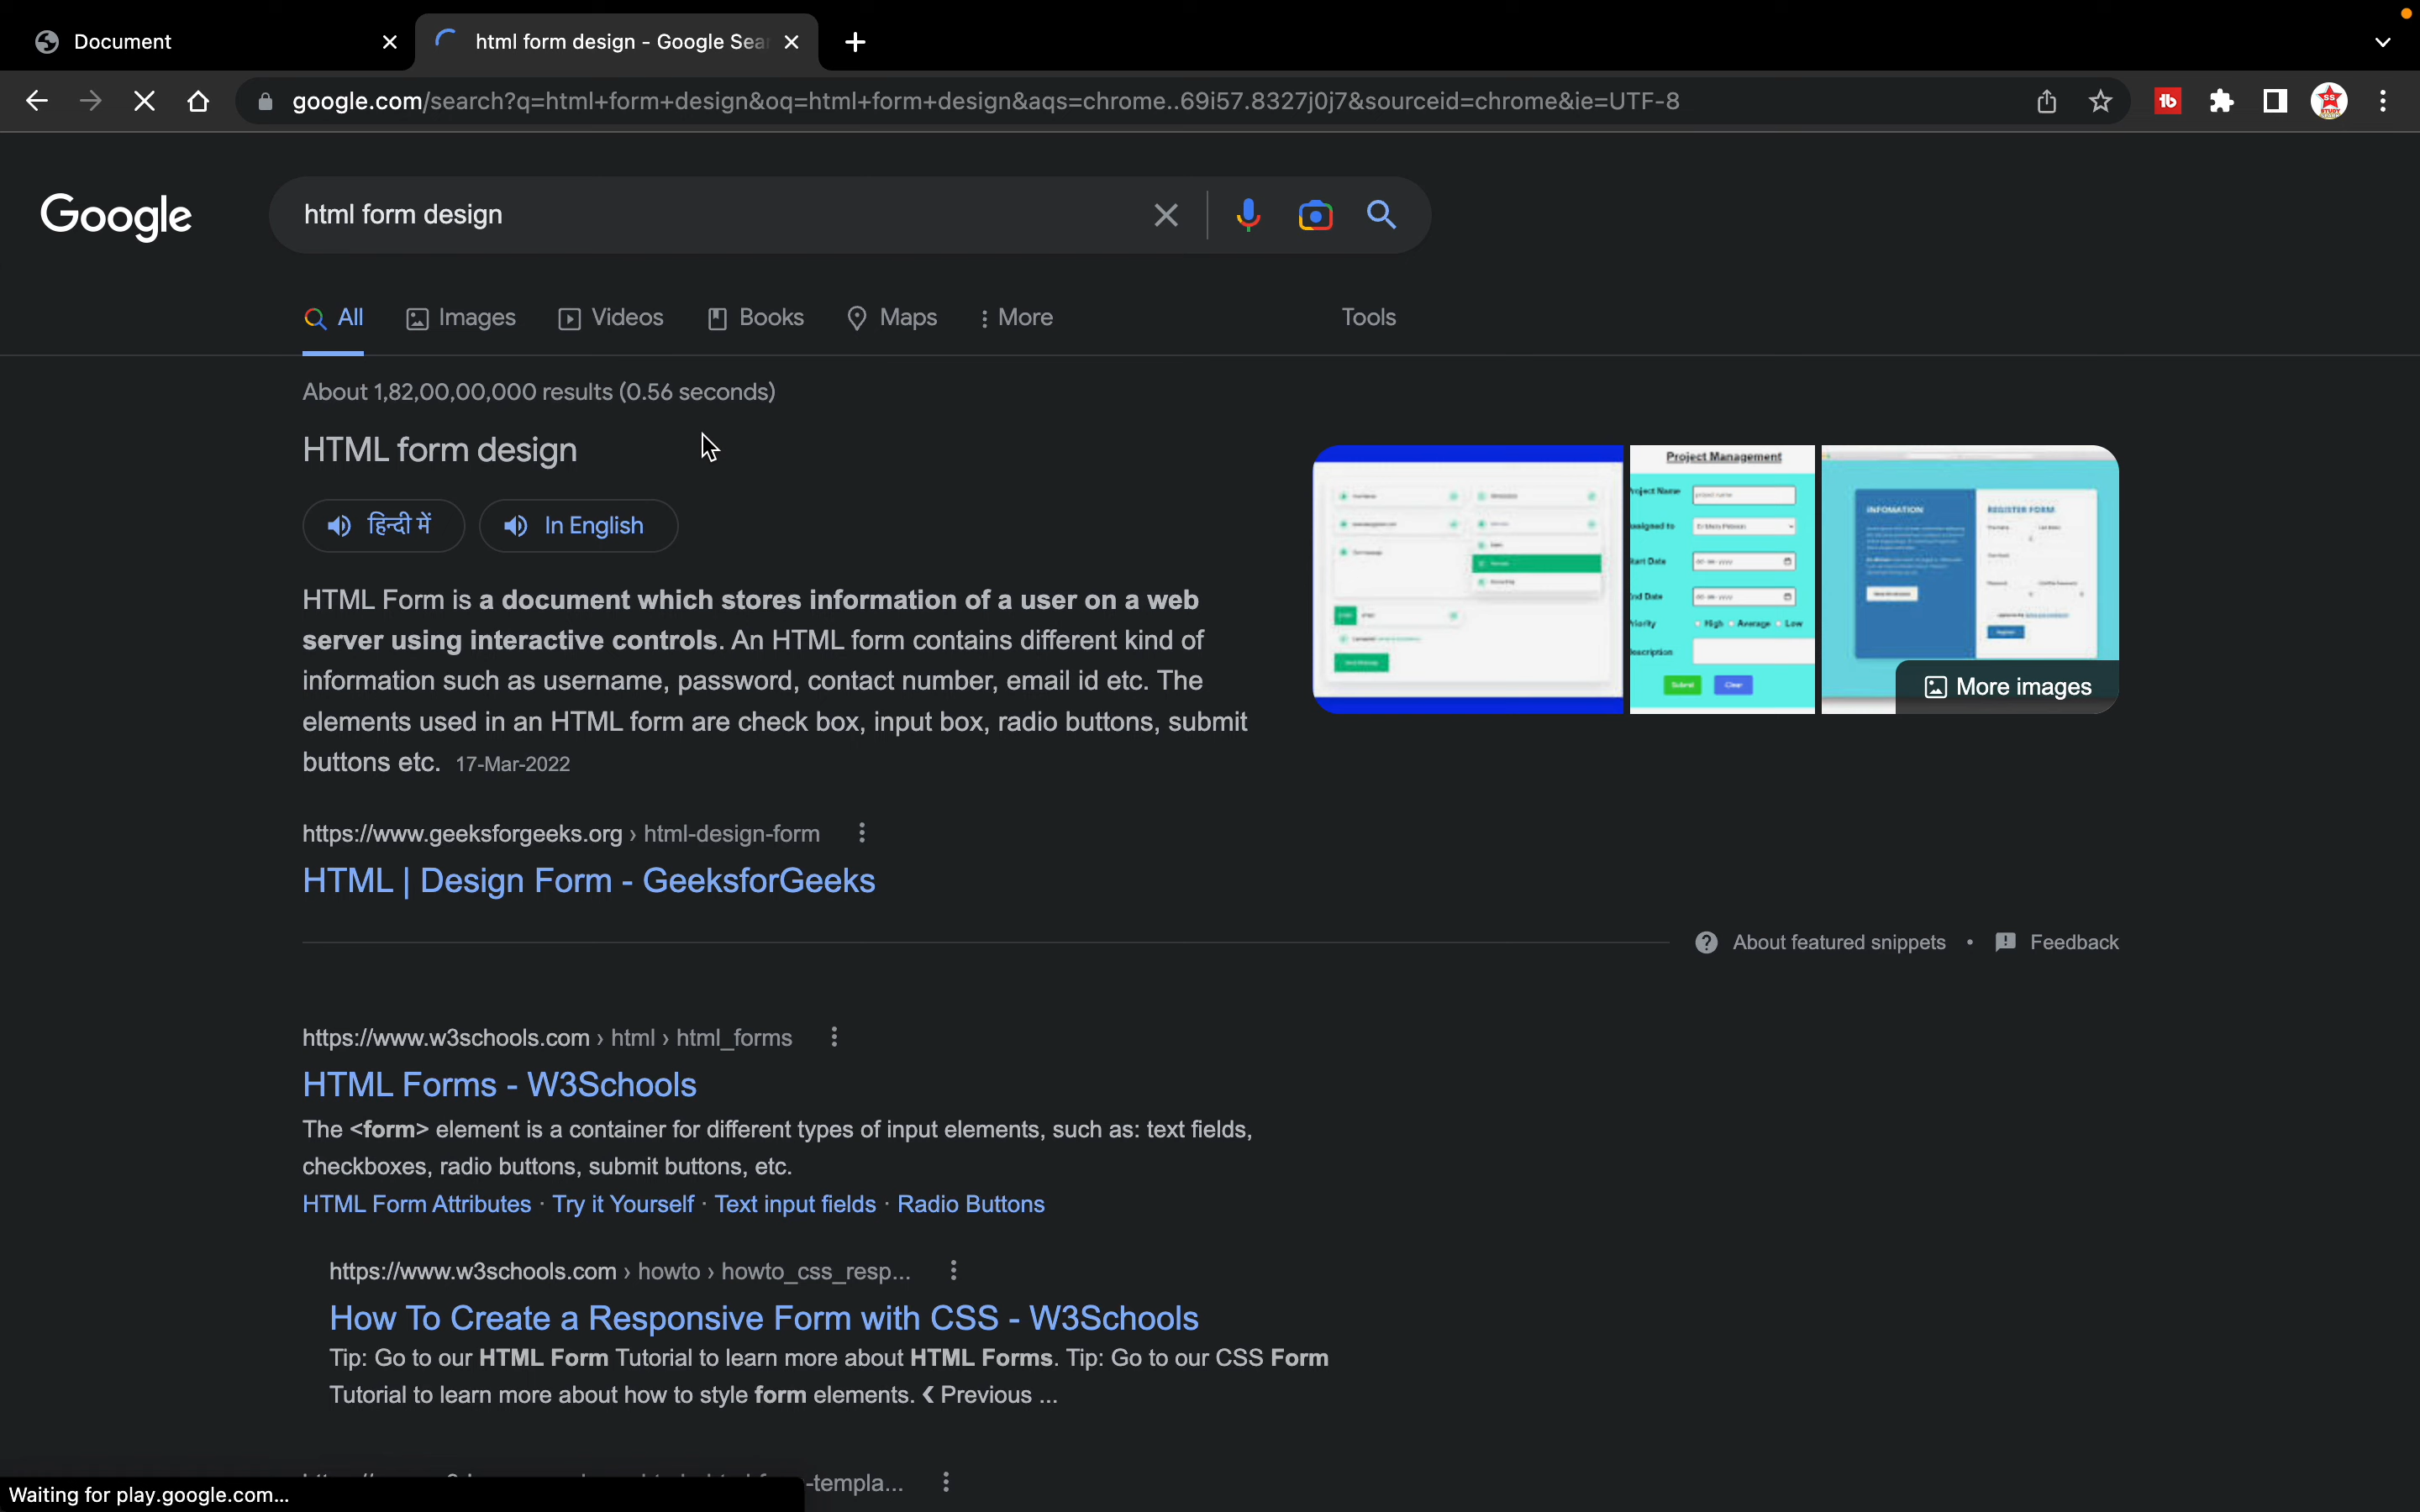 Document
html form design - Google Sear
google.com/search?q=html+form+design&oq=html+form+design&aqs=chrome..69i57.8327j0j7&sourceid=chrome&ie=UTF-8
Google
html form design
All Images Videos Books Maps More Tools
About 1,82,00,00,000 results (0.56 seconds)
HTML form design
हिन्दी में In English
HTML Form is a document which stores information of a user on a web
server using interactive controls. An HTML form contains different kind of
information such as username, password, contact number, email id etc. The
elements used in an HTML form are check box, input box, radio buttons, submit
buttons etc. 17-Mar-2022
Project Management
High Average Low
Submit Clear
INFOMATION
REGISTER FORM
More images
https://www.geeksforgeeks.org › html-design-form
HTML | Design Form - GeeksforGeeks
About featured snippets • Feedback
https://www.w3schools.com › html › html_forms
HTML Forms - W3Schools
The <form> element is a container for different types of input elements, such as: text fields,
checkboxes, radio buttons, submit buttons, etc.
HTML Form Attributes · Try it Yourself · Text input fields · Radio Buttons
https://www.w3schools.com › howto › howto_css_resp...
How To Create a Responsive Form with CSS - W3Schools
Tip: Go to our HTML Form Tutorial to learn more about HTML Forms. Tip: Go to our CSS Form
Tutorial to learn more about how to style form elements. ❮ Previous ...
-templa...
Waiting for play.google.com...